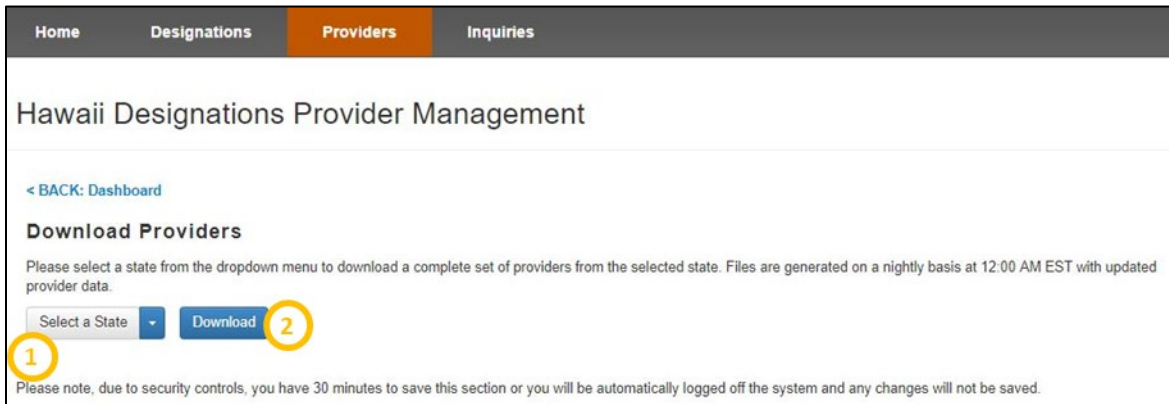 Home Designations Providers Inquiries
Hawaii Designations Provider Management
< BACK: Dashboard
Download Providers
Please select a state from the dropdown menu to download a complete set of providers from the selected state. Files are generated on a nightly basis at 12:00 AM EST with updated
provider data.
Select a State Download 2
1
Please note, due to security controls, you have 30 minutes to save this section or you will be automatically logged off the system and any changes will not be saved.